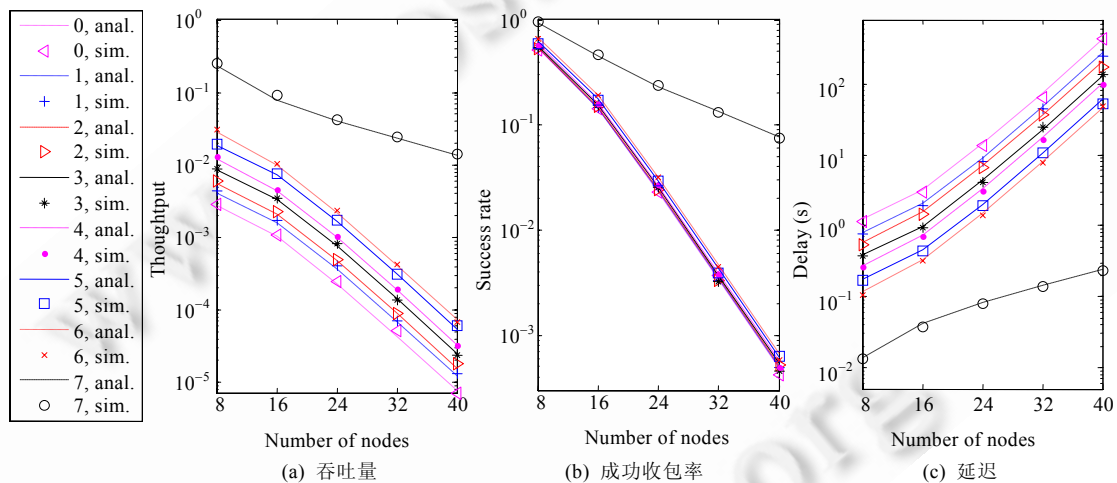 0, anal.
0, sim.
1, anal.
1, sim.
2, anal.
2, sim.
3, anal.
3, sim.
4, anal.
4, sim.
5, anal.
5, sim.
6, anal.
6, sim.
7, anal.
7, sim.
Thoughtput
10^0
10^-1
10^-2
10^-3
10^-4
10^-5
8 16 24 32 40
Number of nodes
(a) 吞吐量
Success rate
10^0
10^-1
10^-2
10^-3
8 16 24 32 40
Number of nodes
(b) 成功收包率
Delay (s)
10^2
10^1
10^0
10^-1
10^-2
8 16 24 32 40
Number of nodes
(c) 延迟